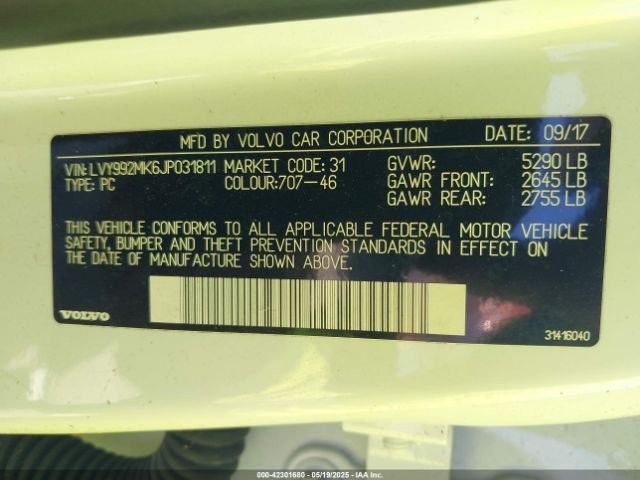 MFD BY VOLVO CAR CORPORATION DATE: 09/17
VIN:LVY992MK6JP031811 MARKET CODE: 31 GVWR: 5290 LB
TYPE: PC COLOUR:707-46 GAWR FRONT: 2645 LB
GAWR REAR: 2755 LB
THIS VEHICLE CONFORMS TO ALL APPLICABLE FEDERAL MOTOR VEHICLE
SAFETY, BUMPER AND THEFT PREVENTION STANDARDS IN EFFECT ON
THE DATE OF MANUFACTURE SHOWN ABOVE.
VOLVO
31416040
000-42301680 - 05/19/2025 - IAA Inc.